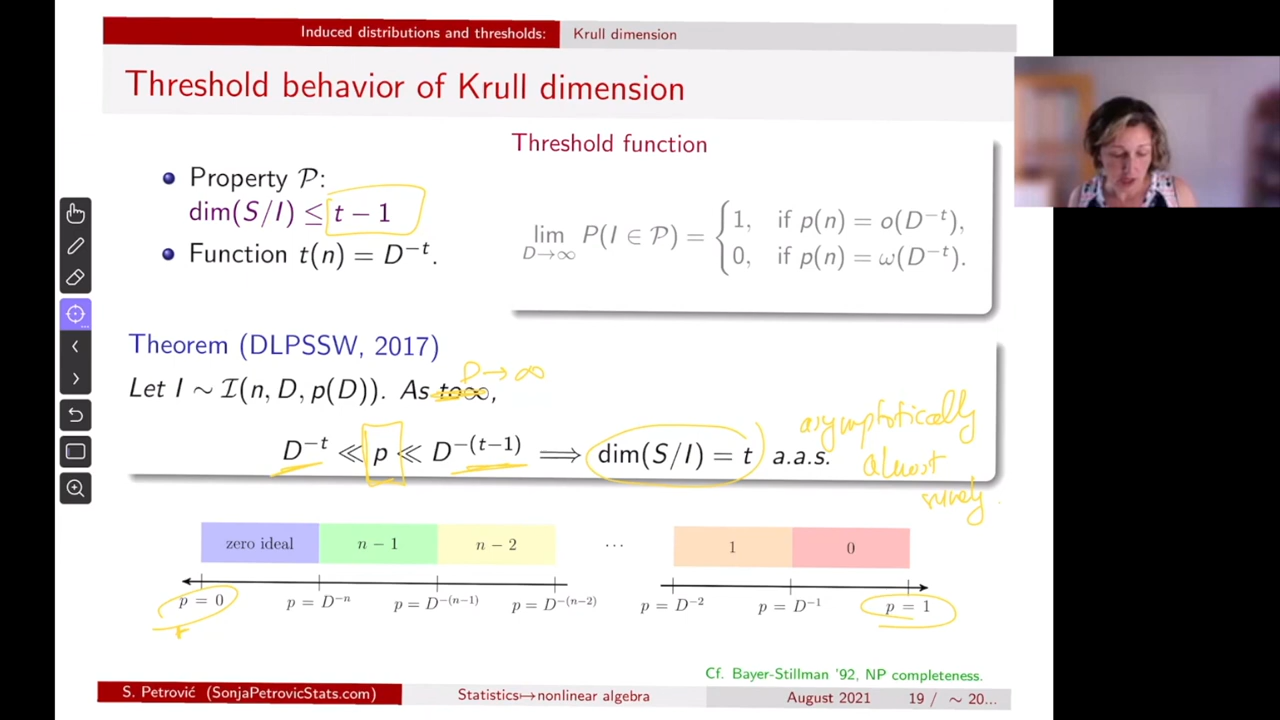 Induced distributions and thresholds: Krull dimension
Threshold behavior of Krull dimension
Threshold function
• Property 𝒫:
dim(S/I) ≤ t − 1
• Function t(n) = D⁻ᵗ.
lim_{D→∞} P(I ∈ 𝒫) = { 1, if p(n) = o(D⁻ᵗ),
0, if p(n) = ω(D⁻ᵗ).
Theorem (DLPSSW, 2017)
D → ∞
Let I ∼ ℐ(n, D, p(D)). As to∞,
D⁻ᵗ ≪ p ≪ D^{−(t−1)} ⟹ dim(S/I) = t a.a.s.
asymptotically
almost
surely.
zero ideal n − 1 n − 2 ⋯ 1 0
p = 0 p = D^{−n} p = D^{−(n−1)} p = D^{−(n−2)} p = D^{−2} p = D^{−1} p = 1
Cf. Bayer-Stillman '92, NP completeness.
S. Petrović (SonjaPetrovicStats.com) Statistics↦nonlinear algebra August 2021 19 / ∼ 20...